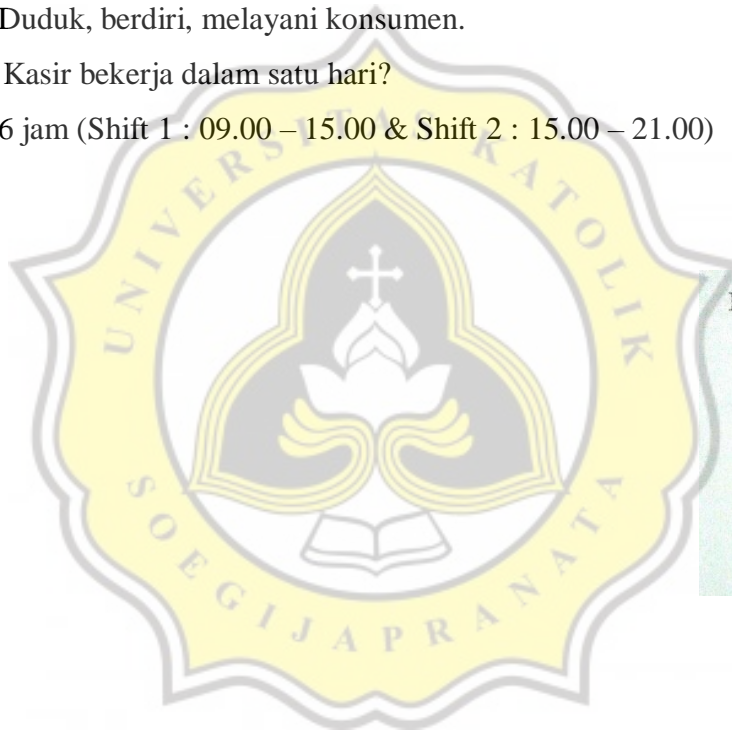 Duduk, berdiri, melayani konsumen.
Kasir bekerja dalam satu hari?
6 jam (Shift 1 : 09.00 – 15.00 & Shift 2 : 15.00 – 21.00)
UNIVERSITAS KATOLIK
SOEGIJAPRANATA